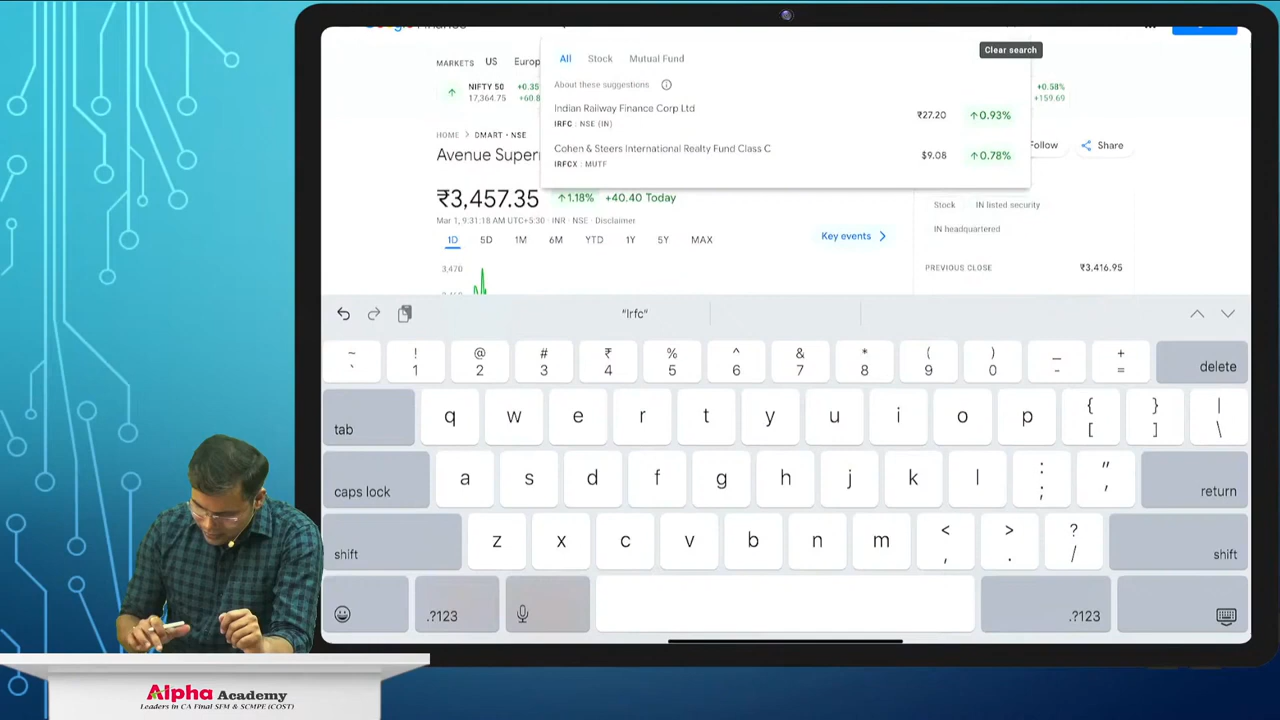 Google Finance
Clear search
All Stock Mutual Fund
About these suggestions
Indian Railway Finance Corp Ltd
IRFC : NSE (IN)
₹27.20 ↑0.93%
Cohen & Steers International Realty Fund Class C
IRFCX : MUTF
$9.08 ↑0.78%
MARKETS US Europ
NIFTY 50 +0.35
17,364.75 +60.8
+0.58%
+159.69
HOME > DMART • NSE
Avenue Super
Follow Share
₹3,457.35 ↑1.18% +40.40 Today
Mar 1, 9:31:18 AM UTC+5:30 · INR · NSE · Disclaimer
1D 5D 1M 6M YTD 1Y 5Y MAX
Key events >
3,470
Stock IN listed security
IN headquartered
PREVIOUS CLOSE ₹3,416.95
"Irfc"
~ ! @ # ₹ % ^ & * ( ) _ +
` 1 2 3 4 5 6 7 8 9 0 - = delete
{ } |
tab q w e r t y u i o p [ ] \
: "
caps lock a s d f g h j k l ; ' return
< > ?
shift z x c v b n m , . / shift
.?123 .?123
Alpha Academy
Leaders in CA Final SFM & SCMPE (COST)